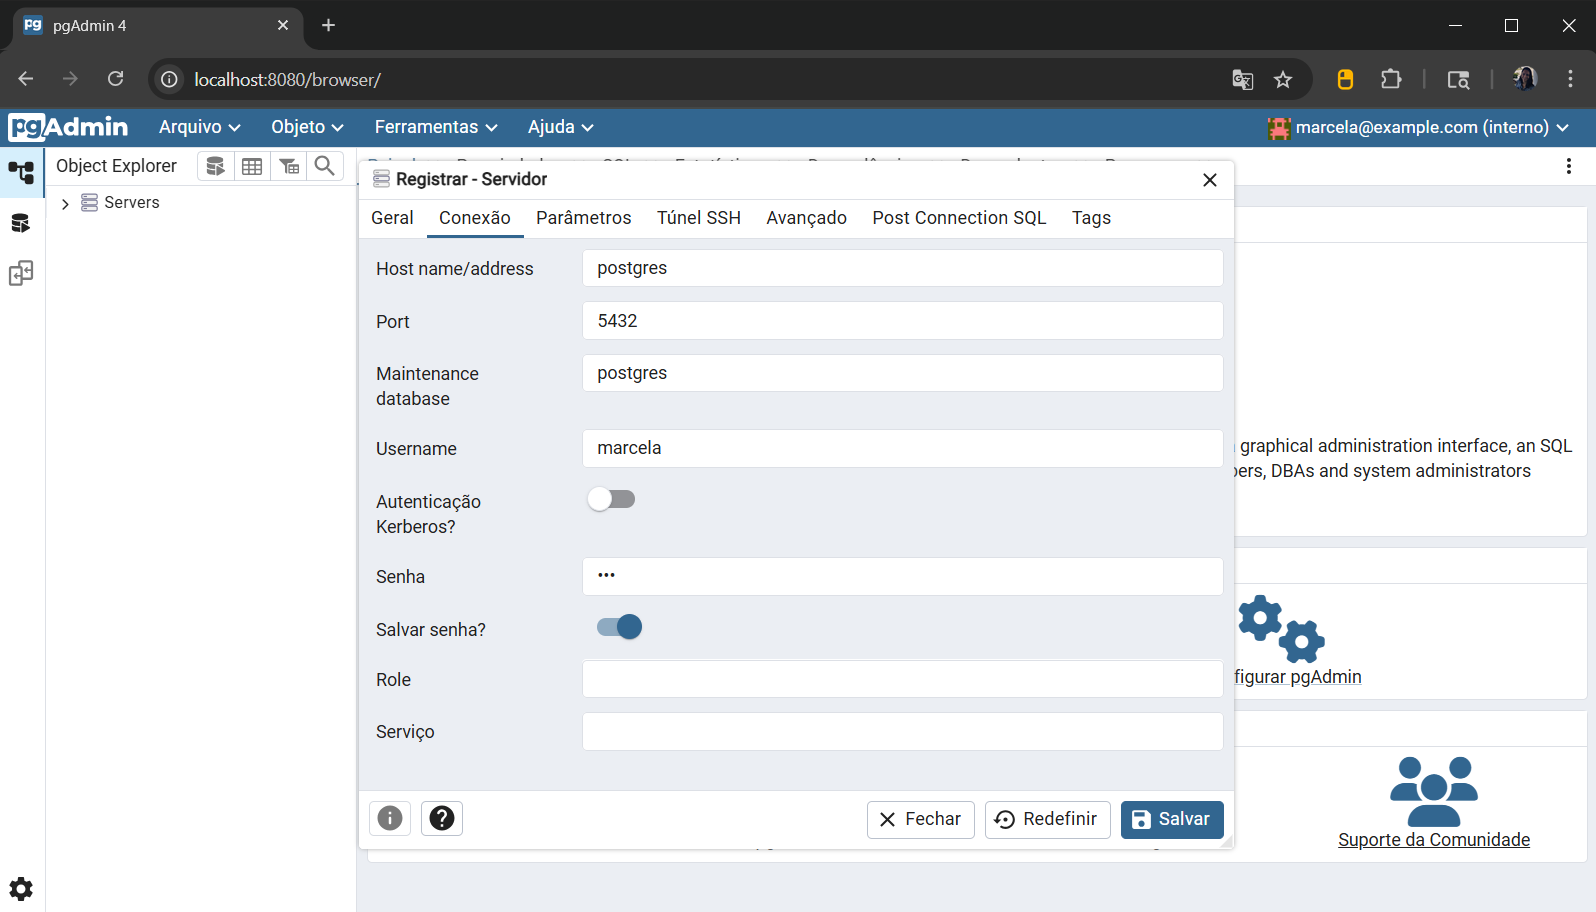 pgAdmin 4
localhost:8080/browser/
pgAdmin Arquivo Objeto Ferramentas Ajuda marcela@example.com (interno)
Object Explorer
Servers
Registrar - Servidor
Geral Conexão Parâmetros Túnel SSH Avançado Post Connection SQL Tags
Host name/address postgres
Port 5432
Maintenance database postgres
Username marcela
Autenticação Kerberos?
Senha •••
Salvar senha?
Role
Serviço
Fechar Redefinir Salvar
graphical administration interface, an SQL
DBAs and system administrators
figurar pgAdmin
Suporte da Comunidade